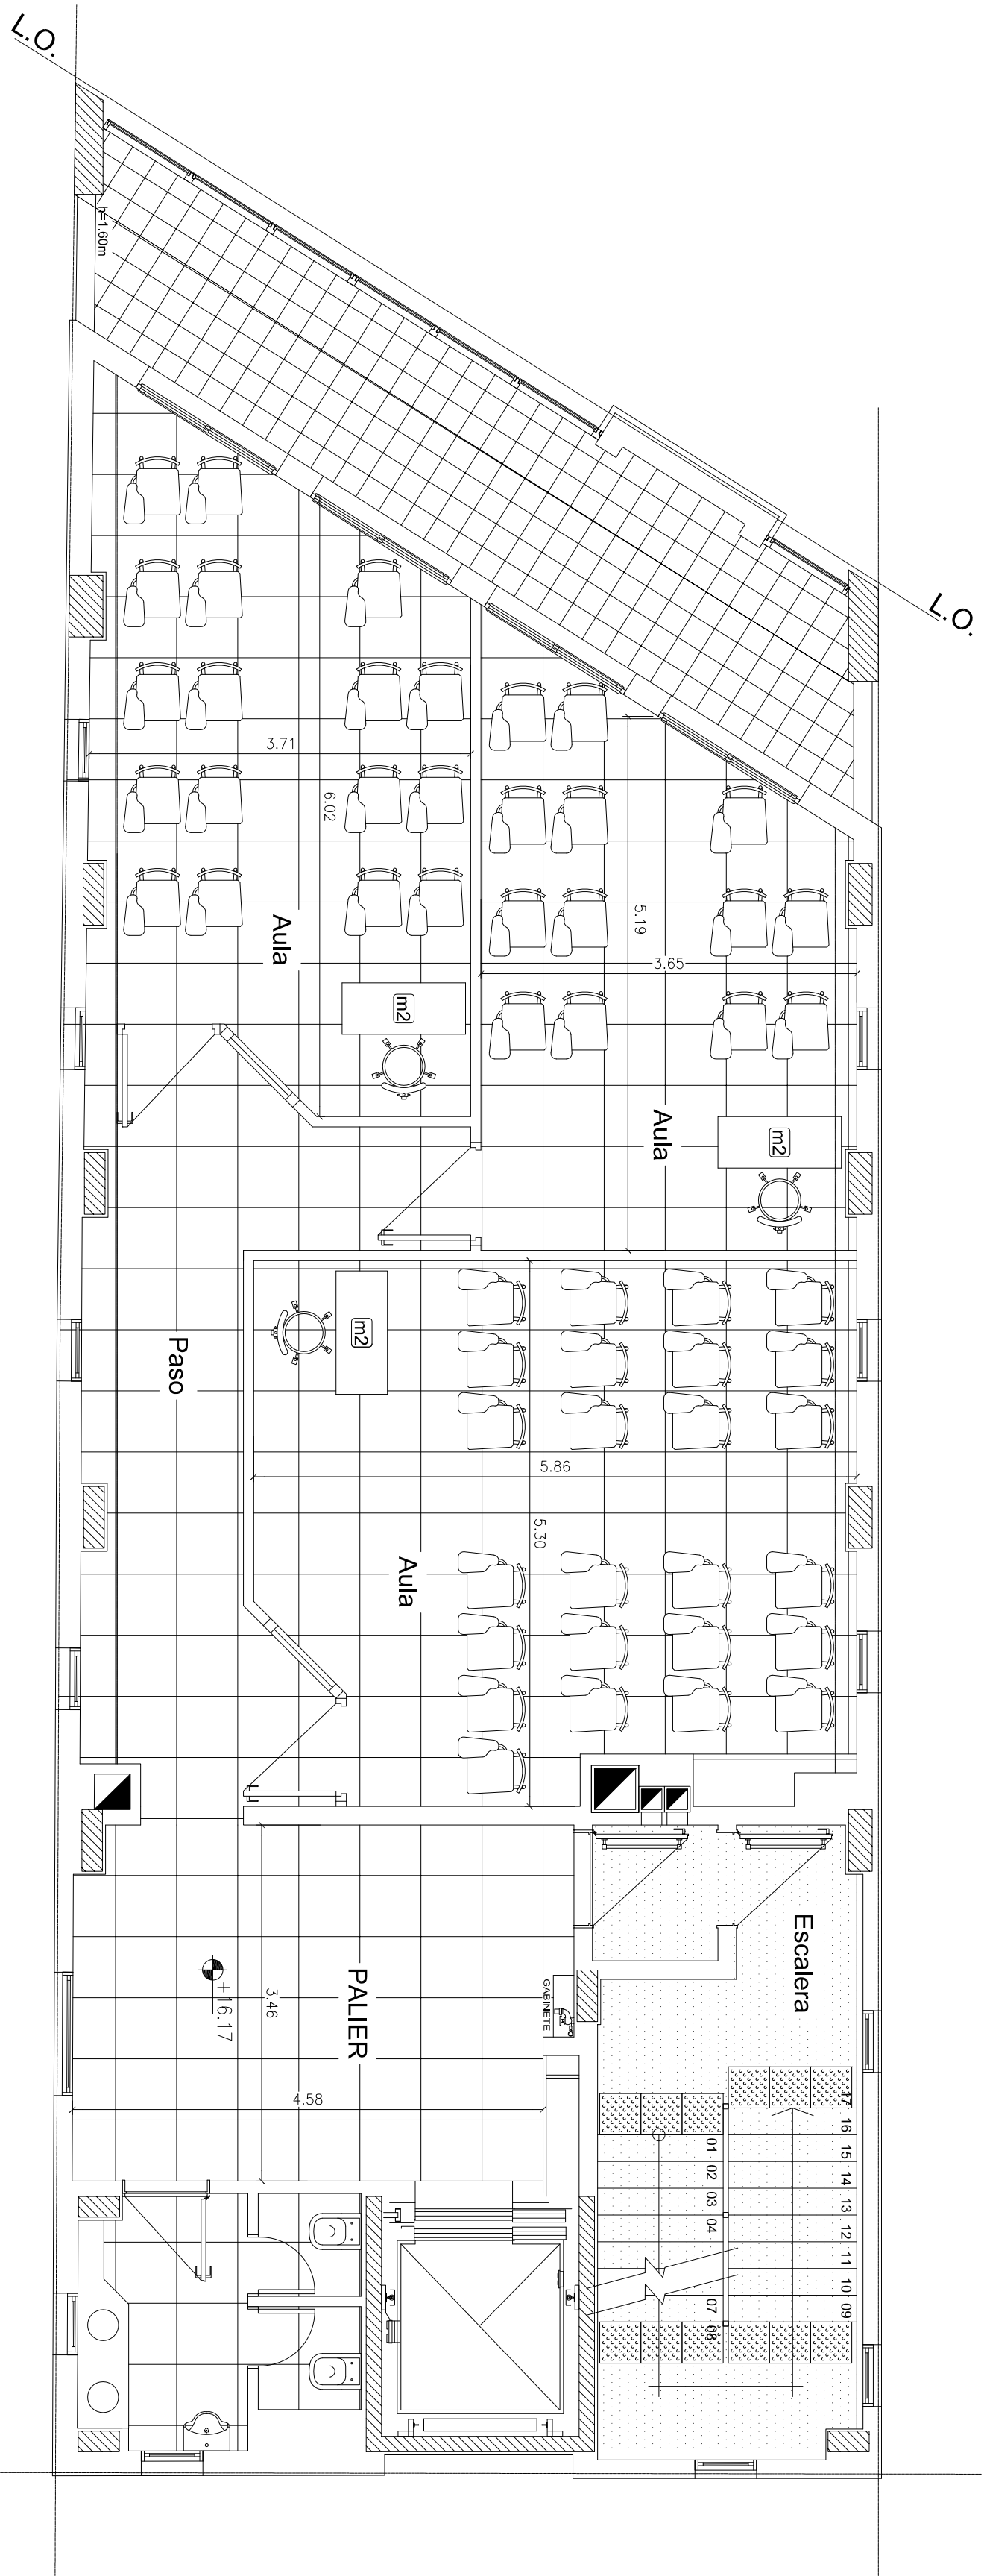 L.O.
h=1.60m
L.O.
3.71
6.02
5.19
Aula
3.65
m2
Aula
m2
m2
Paso
5.86
5.30
Aula
Escalera
PALIER
GABINETE
+16.17
3.46
4.58
17
16
15
14
13
12
11
10
09
01
02
03
04
07
08